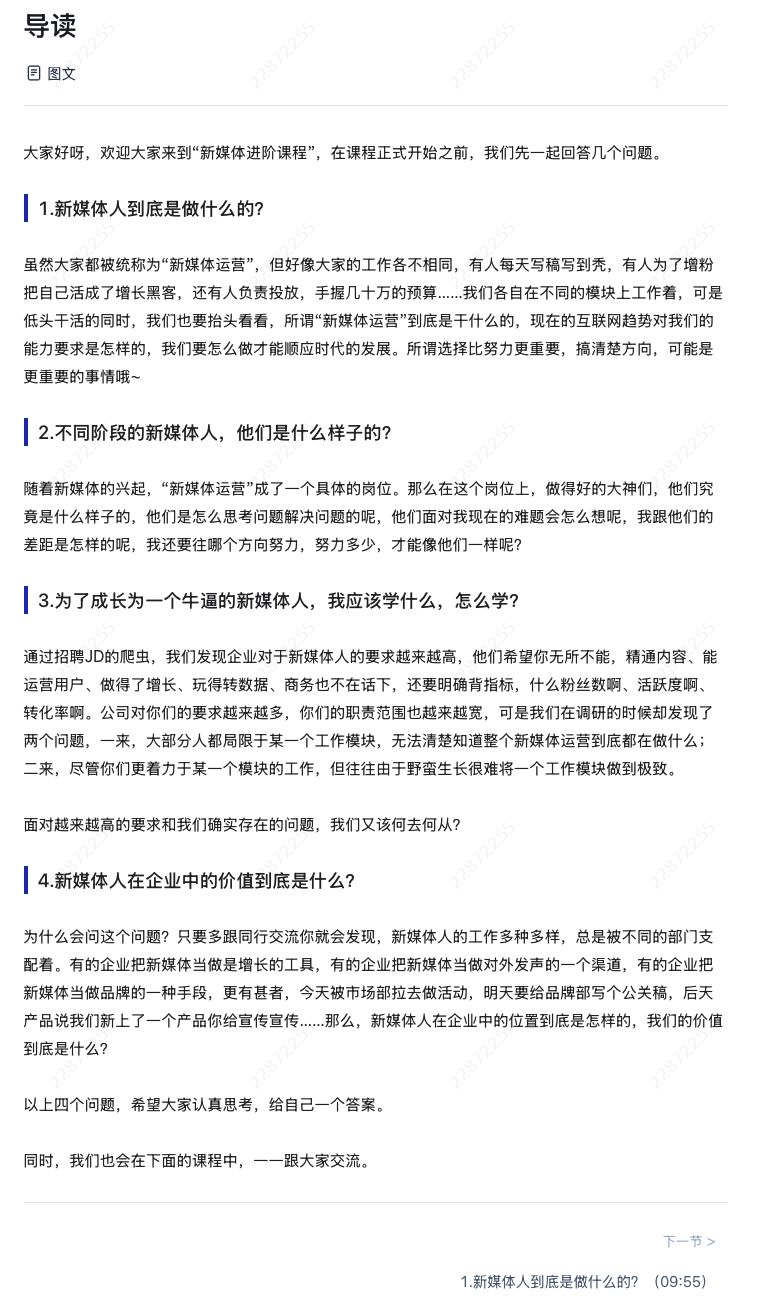 导读
图文
大家好呀，欢迎大家来到“新媒体进阶课程”，在课程正式开始之前，我们先一起回答几个问题。
1.新媒体人到底是做什么的？
虽然大家都被统称为“新媒体运营”，但好像大家的工作各不相同，有人每天写稿写到秃，有人为了增粉
把自己活成了增长黑客，还有人负责投放，手握几十万的预算……我们各自在不同的模块上工作着，可是
低头干活的同时，我们也要抬头看看，所谓“新媒体运营”到底是干什么的，现在的互联网趋势对我们的
能力要求是怎样的，我们要怎么做才能顺应时代的发展。所谓选择比努力更重要，搞清楚方向，可能是
更重要的事情哦~
2.不同阶段的新媒体人，他们是什么样子的？
随着新媒体的兴起，“新媒体运营”成了一个具体的岗位。那么在这个岗位上，做得好的大神们，他们究
竟是什么样子的，他们是怎么思考问题解决问题的呢，他们面对我现在的难题会怎么想呢，我跟他们的
差距是怎样的呢，我还要往哪个方向努力，努力多少，才能像他们一样呢？
3.为了成长为一个牛逼的新媒体人，我应该学什么，怎么学？
通过招聘JD的爬虫，我们发现企业对于新媒体人的要求越来越高，他们希望你无所不能，精通内容、能
运营用户、做得了增长、玩得转数据、商务也不在话下，还要明确背指标，什么粉丝数啊、活跃度啊、
转化率啊。公司对你们的要求越来越多，你们的职责范围也越来越宽，可是我们在调研的时候却发现了
两个问题，一来，大部分人都局限于某一个工作模块，无法清楚知道整个新媒体运营到底都在做什么；
二来，尽管你们更着力于某一个模块的工作，但往往由于野蛮生长很难将一个工作模块做到极致。
面对越来越高的要求和我们确实存在的问题，我们又该何去何从？
4.新媒体人在企业中的价值到底是什么？
为什么会问这个问题？只要多跟同行交流你就会发现，新媒体人的工作多种多样，总是被不同的部门支
配着。有的企业把新媒体当做是增长的工具，有的企业把新媒体当做对外发声的一个渠道，有的企业把
新媒体当做品牌的一种手段，更有甚者，今天被市场部拉去做活动，明天要给品牌部写个公关稿，后天
产品说我们新上了一个产品你给宣传宣传……那么，新媒体人在企业中的位置到底是怎样的，我们的价值
到底是什么？
以上四个问题，希望大家认真思考，给自己一个答案。
同时，我们也会在下面的课程中，一一跟大家交流。
下一节 >
1.新媒体人到底是做什么的？（09:55）
22872255